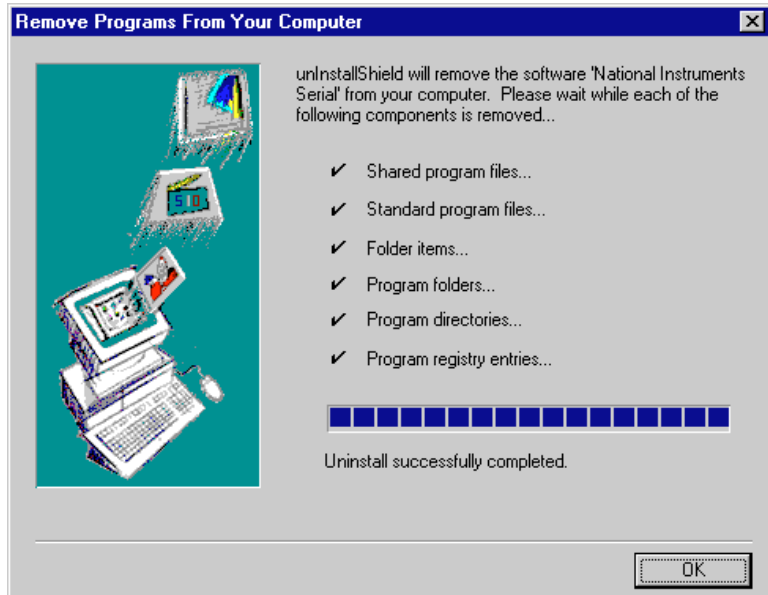 Remove Programs From Your Computer
unInstallShield will remove the software 'National Instruments
Serial' from your computer.  Please wait while each of the
following components is removed...
Shared program files...
Standard program files...
Folder items...
Program folders...
Program directories...
Program registry entries...
Uninstall successfully completed.
OK